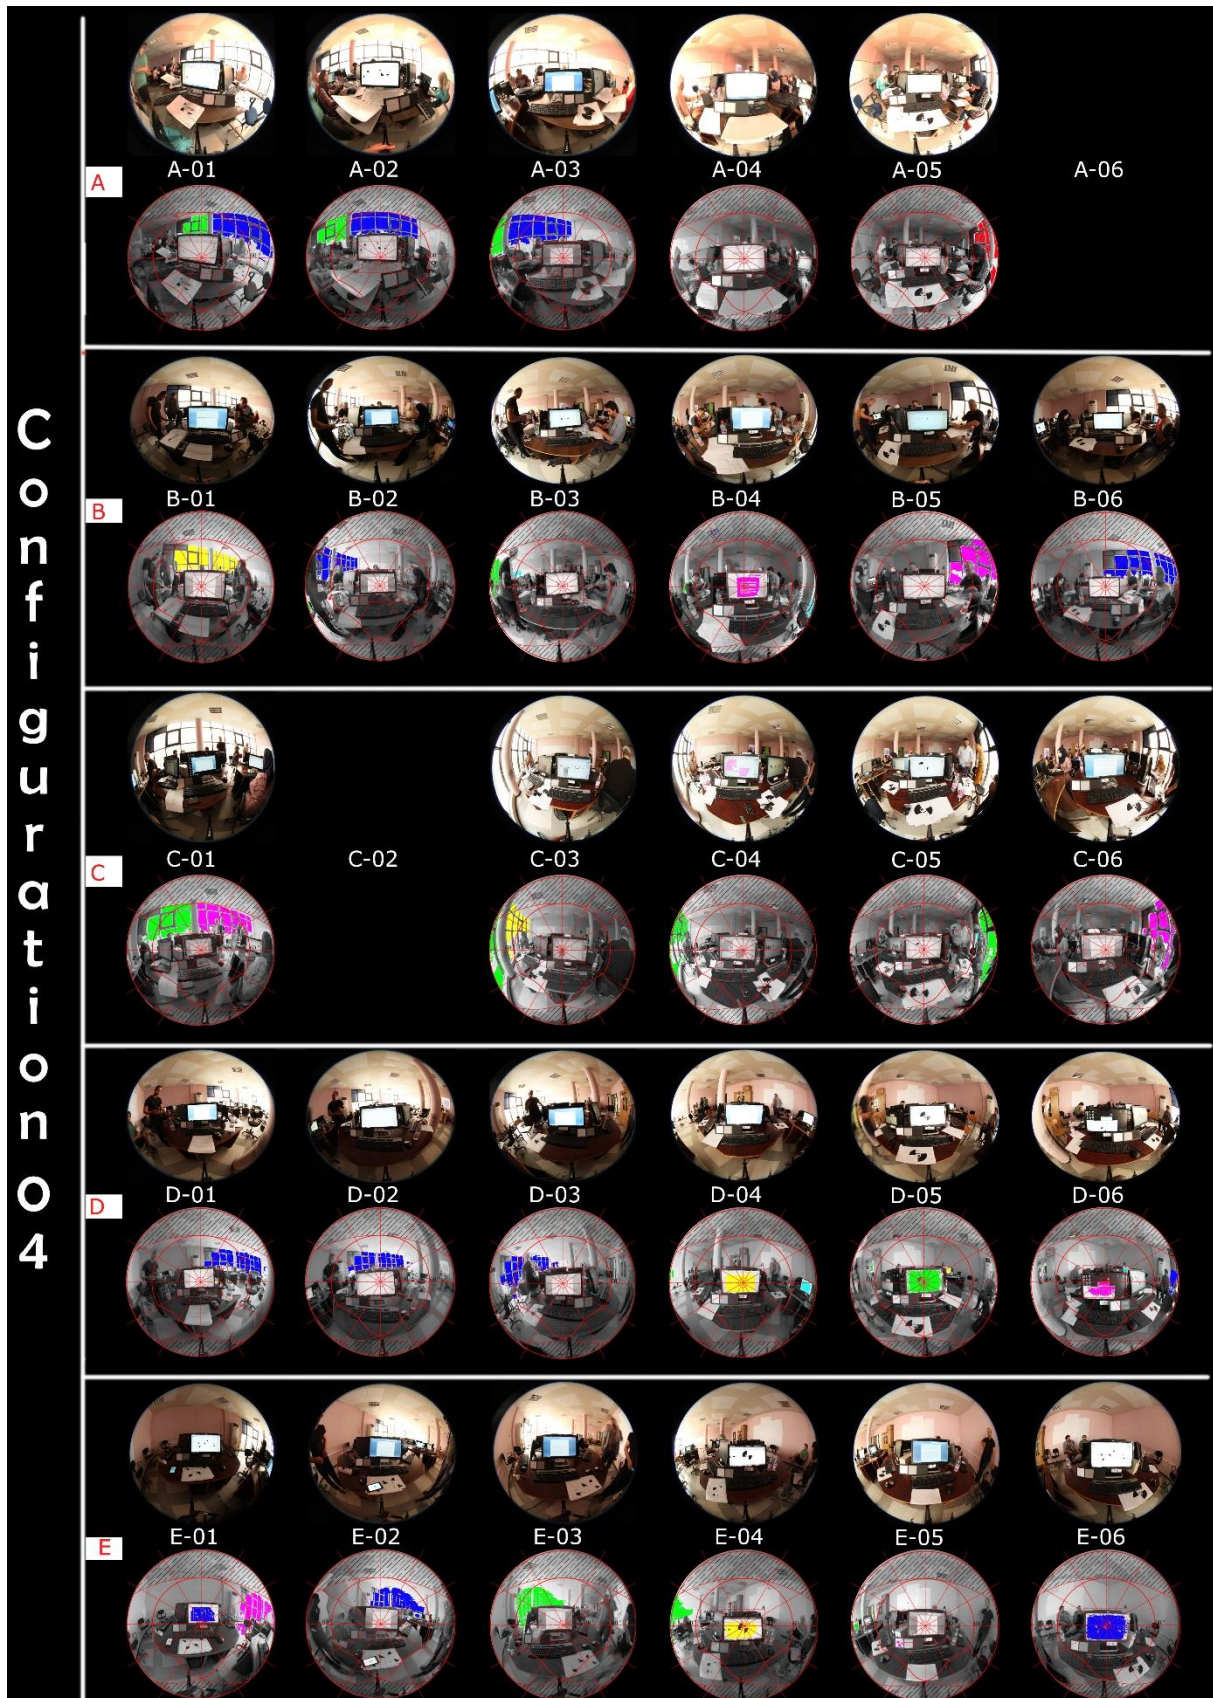 Configuration 04
A-01 A-02 A-03 A-04 A-05 A-06
A
B-01 B-02 B-03 B-04 B-05 B-06
B
C-01 C-02 C-03 C-04 C-05 C-06
C
D-01 D-02 D-03 D-04 D-05 D-06
D
E-01 E-02 E-03 E-04 E-05 E-06
E